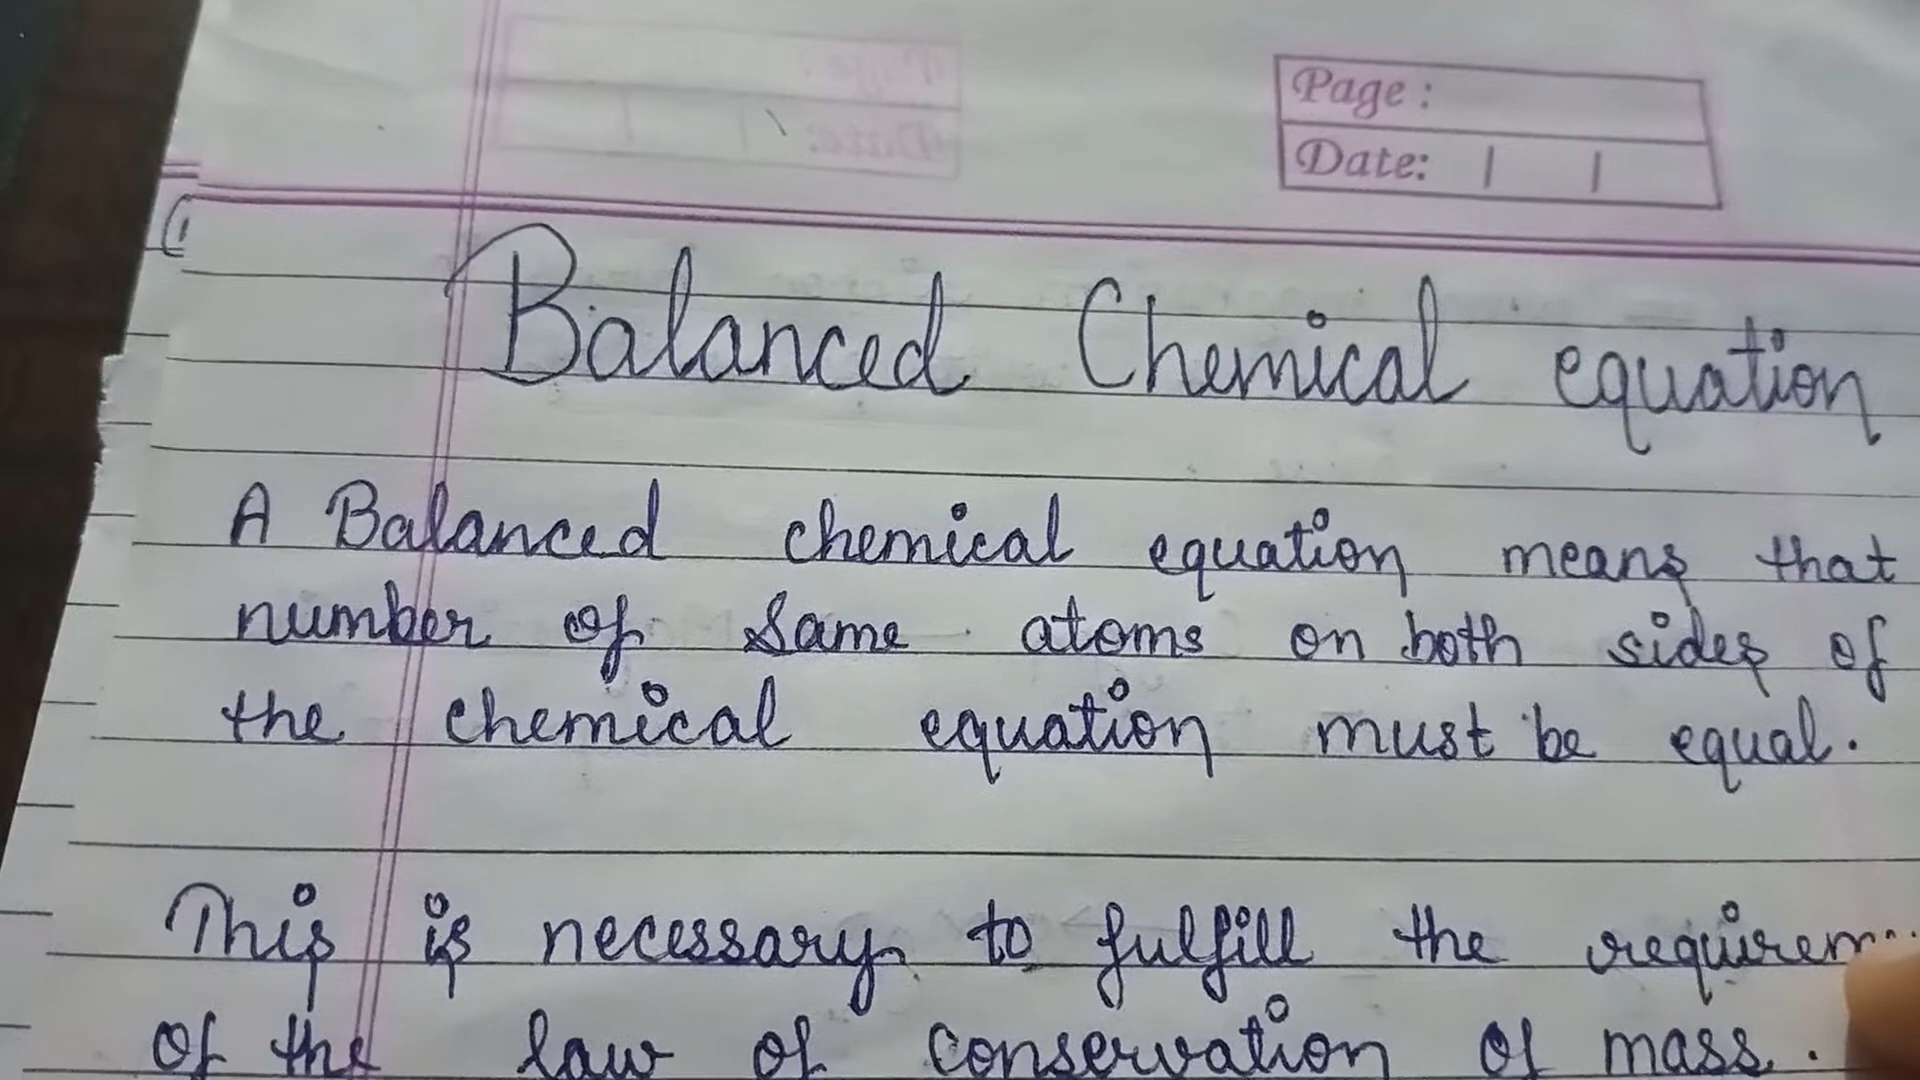 Page :
Date:
Balanced Chemical equation
A Balanced chemical equation means that
number of same atoms on both sides of
the chemical equation must be equal.
This is necessary to fulfill the
of the law of conservation of mass.